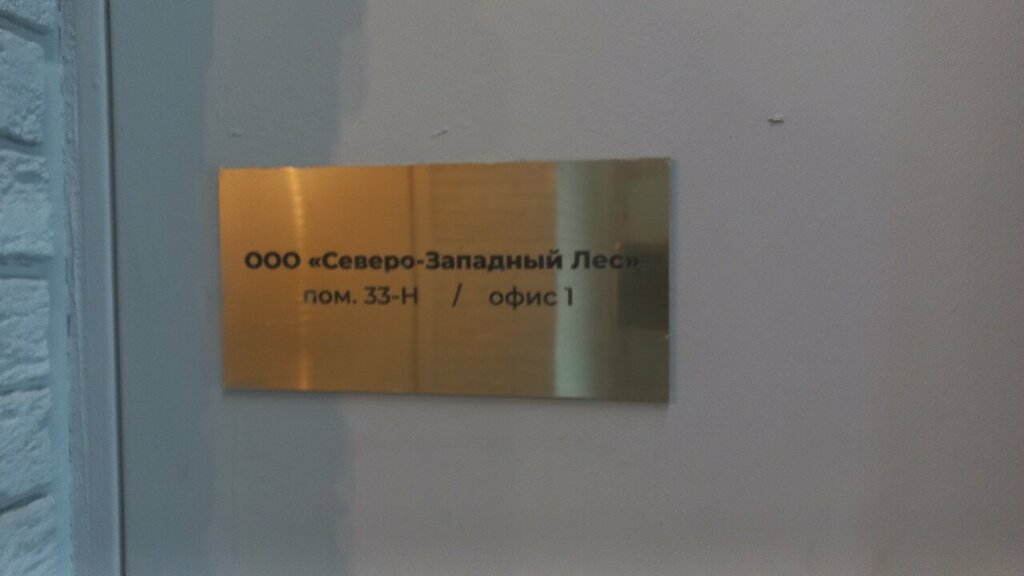 ООО «Северо-Западный Лес»
пом. 33-Н / офис 1